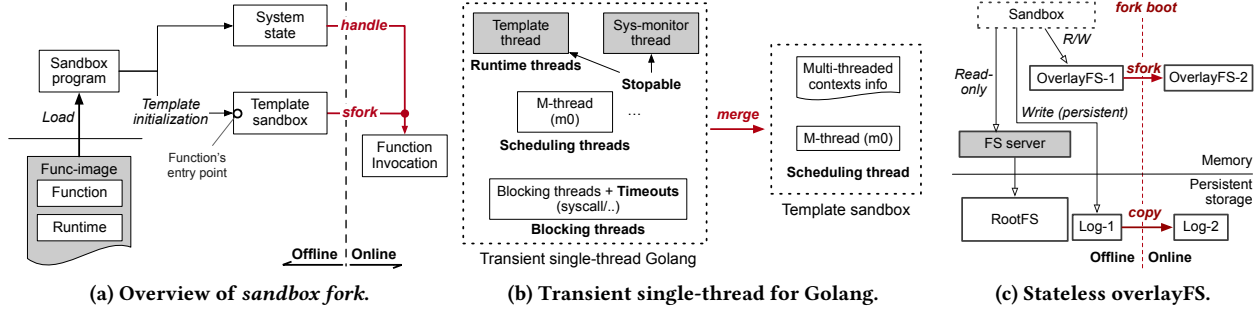 System
state
handle
Sandbox
program
Template
initialization
Template
sandbox
sfork
Load
Function's
entry point
Function
Invocation
Func-image
Function
Runtime
Offline
Online
(a) Overview of sandbox fork.
Template
thread
Sys-monitor
thread
Runtime threads
Stopable
M-thread
(m0)
...
Scheduling threads
Blocking threads + Timeouts
(syscall/..)
Blocking threads
Transient single-thread Golang
merge
Multi-threaded
contexts info
M-thread (m0)
Scheduling thread
Template sandbox
(b) Transient single-thread for Golang.
Sandbox
fork boot
R/W
Read-
only
OverlayFS-1
sfork
OverlayFS-2
Write (persistent)
FS server
Memory
Persistent
storage
RootFS
Log-1
copy
Log-2
Offline
Online
(c) Stateless overlayFS.